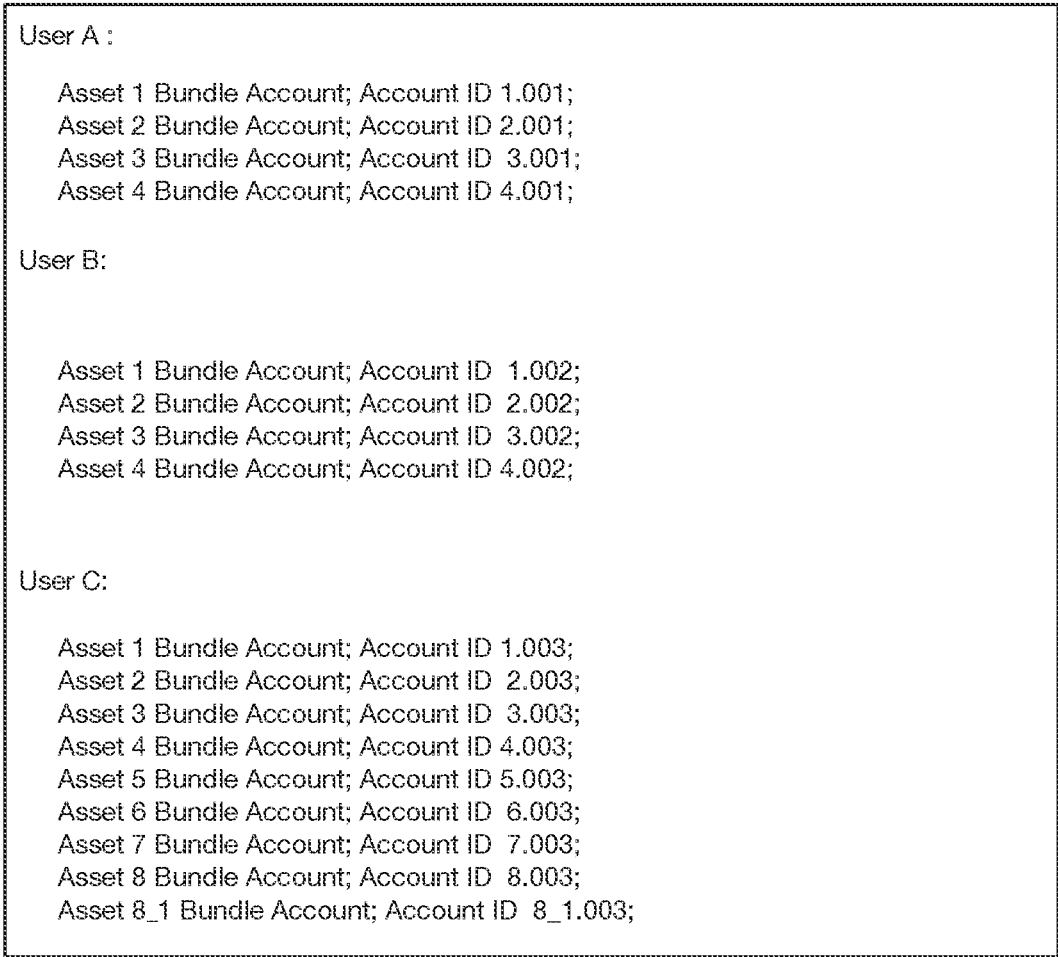 User A :
Asset 1 Bundle Account; Account ID 1.001;
Asset 2 Bundle Account; Account ID 2.001;
Asset 3 Bundle Account; Account ID 3.001;
Asset 4 Bundle Account; Account ID 4.001;
User B:
Asset 1 Bundle Account; Account ID 1.002;
Asset 2 Bundle Account; Account ID 2.002;
Asset 3 Bundle Account; Account ID 3.002;
Asset 4 Bundle Account; Account ID 4.002;
User C:
Asset 1 Bundle Account; Account ID 1.003;
Asset 2 Bundle Account; Account ID 2.003;
Asset 3 Bundle Account; Account ID 3.003;
Asset 4 Bundle Account; Account ID 4.003;
Asset 5 Bundle Account; Account ID 5.003;
Asset 6 Bundle Account; Account ID 6.003;
Asset 7 Bundle Account; Account ID 7.003;
Asset 8 Bundle Account; Account ID 8.003;
Asset 8_1 Bundle Account; Account ID 8_1.003;